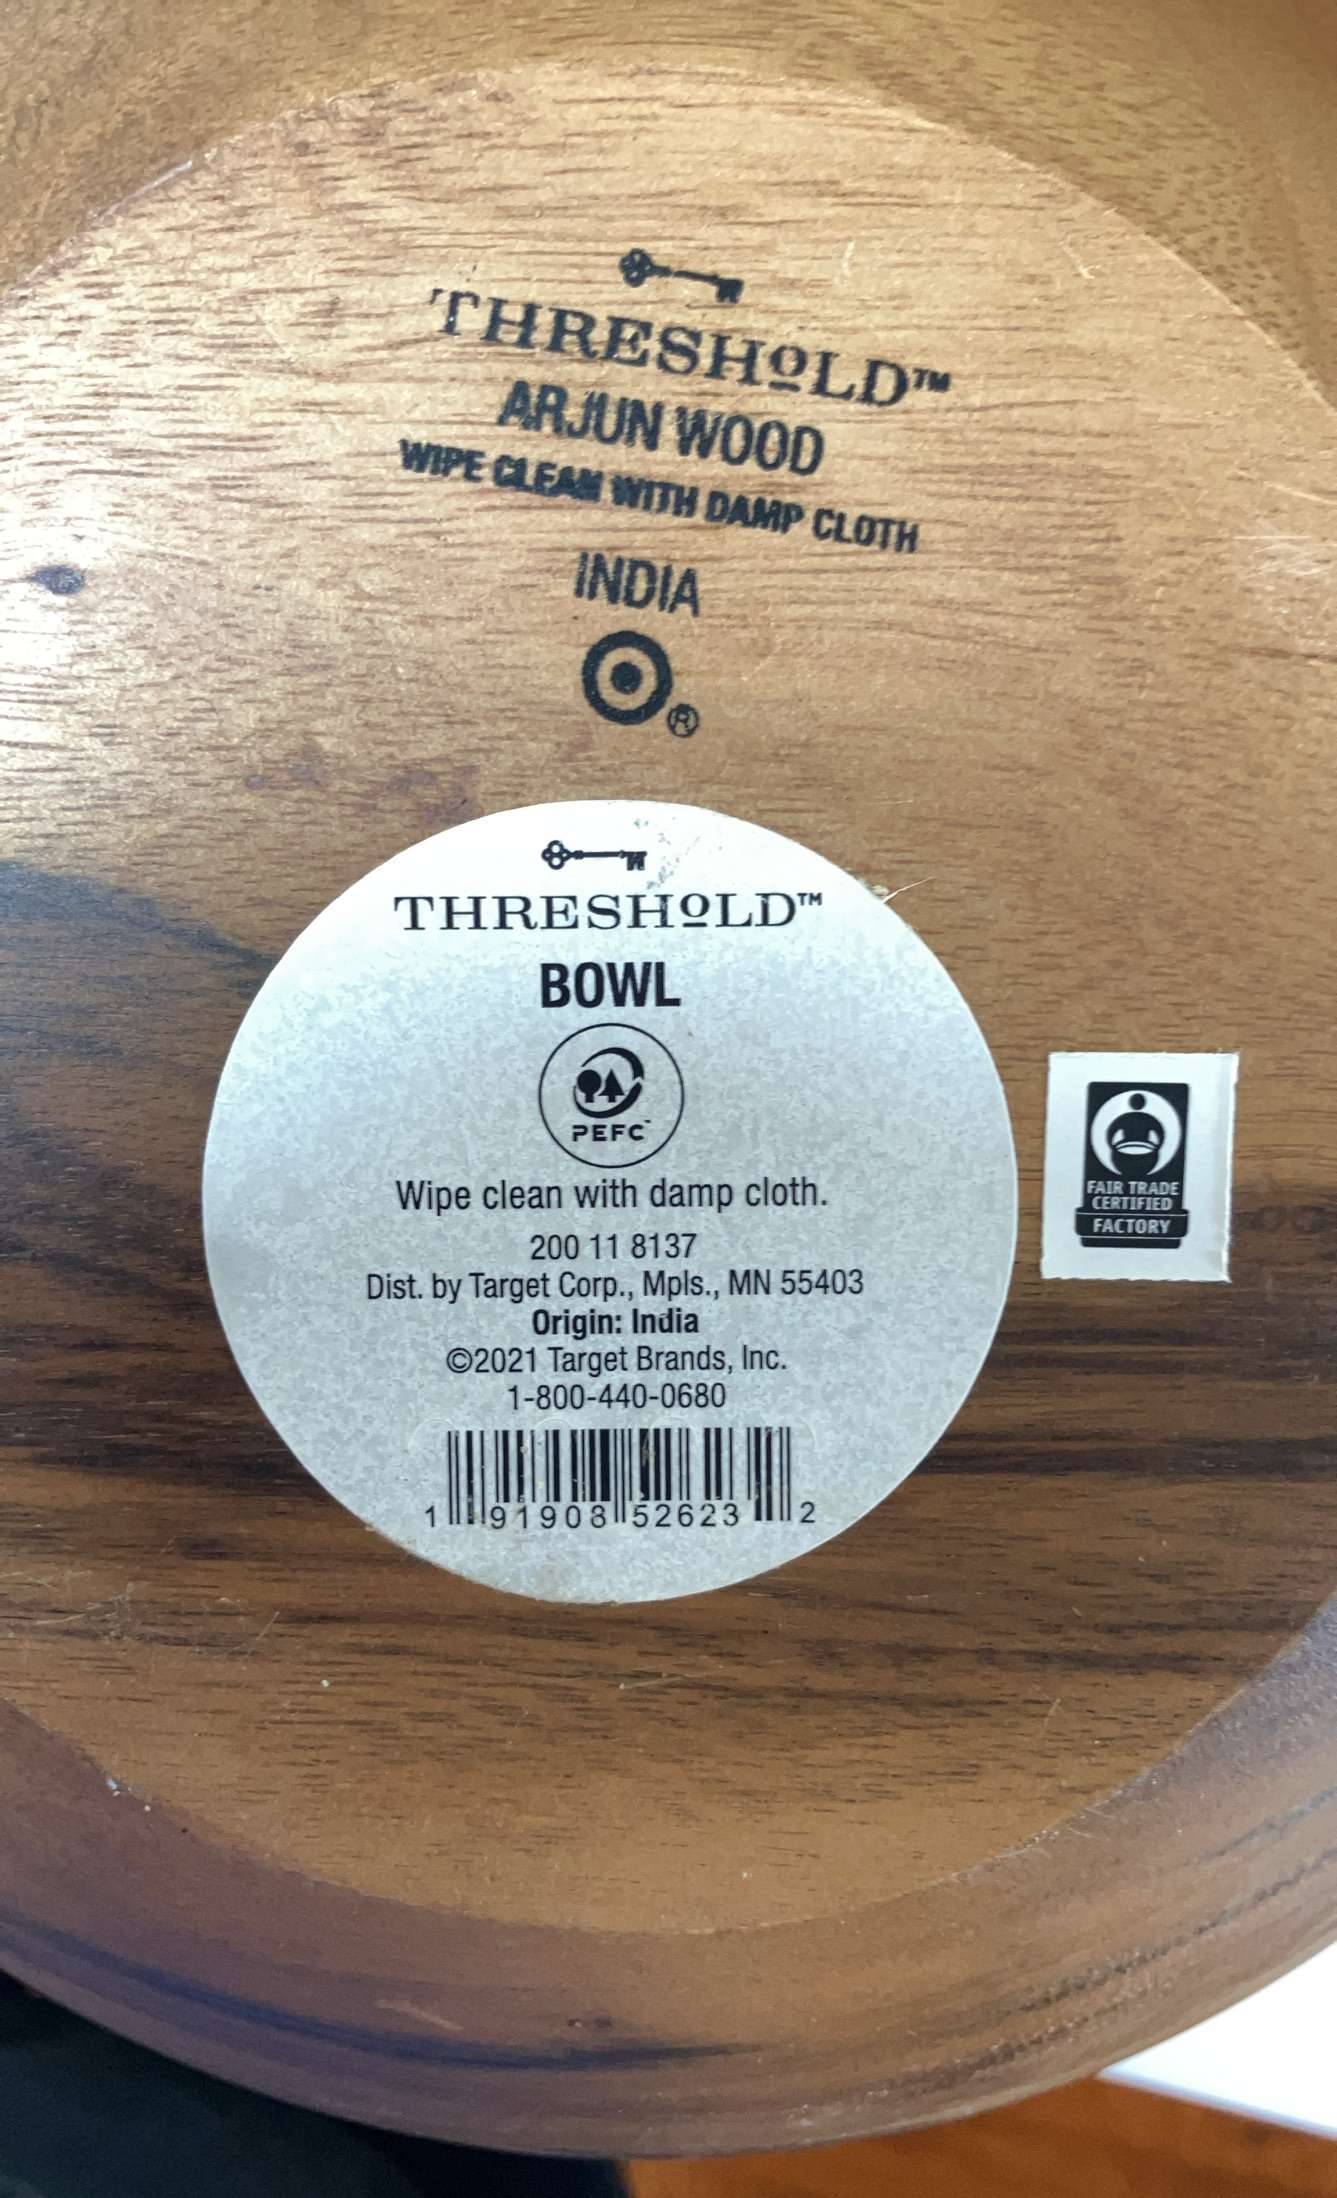 THRESHOLD™
ARJUN WOOD
WIPE CLEAN WITH DAMP CLOTH
INDIA
®
THRESHOLD™
BOWL
PEFC™
Wipe clean with damp cloth.
200 11 8137
Dist. by Target Corp., Mpls., MN 55403
Origin: India
©2021 Target Brands, Inc.
1-800-440-0680
1 91908 52623 2
FAIR TRADE
CERTIFIED
FACTORY